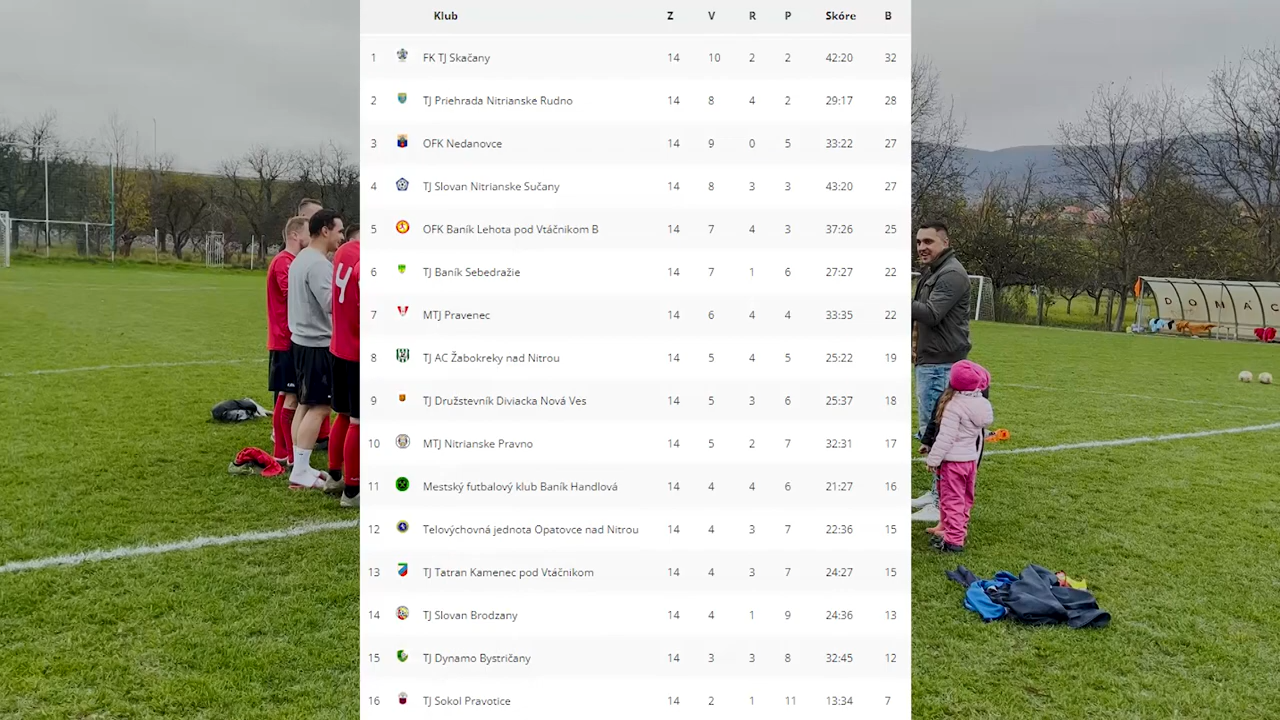 Klub Z V R P Skóre B
1 FK TJ Skačany 14 10 2 2 42:20 32
2 TJ Priehrada Nitrianske Rudno 14 8 4 2 29:17 28
3 OFK Nedanovce 14 9 0 5 33:22 27
4 TJ Slovan Nitrianske Sučany 14 8 3 3 43:20 27
5 OFK Baník Lehota pod Vtáčnikom B 14 7 4 3 37:26 25
6 TJ Baník Sebedražie 14 7 1 6 27:27 22
7 MTJ Pravenec 14 6 4 4 33:35 22
8 TJ AC Žabokreky nad Nitrou 14 5 4 5 25:22 19
9 TJ Družstevník Diviacka Nová Ves 14 5 3 6 25:37 18
10 MTJ Nitrianske Pravno 14 5 2 7 32:31 17
11 Mestský futbalový klub Baník Handlová 14 4 4 6 21:27 16
12 Telovýchovná jednota Opatovce nad Nitrou 14 4 3 7 22:36 15
13 TJ Tatran Kamenec pod Vtáčnikom 14 4 3 7 24:27 15
14 TJ Slovan Brodzany 14 4 1 9 24:36 13
15 TJ Dynamo Bystričany 14 3 3 8 32:45 12
16 TJ Sokol Pravotice 14 2 1 11 13:34 7
4
DOMÁC